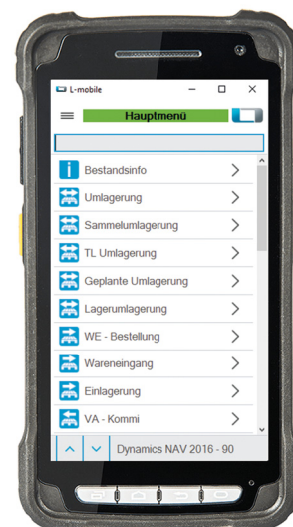 L-mobile
Hauptmenü
Bestandsinfo
Umlagerung
Sammelumlagerung
TL Umlagerung
Geplante Umlagerung
Lagerumlagerung
WE - Bestellung
Wareneingang
Einlagerung
VA - Kommi
Dynamics NAV 2016 - 90